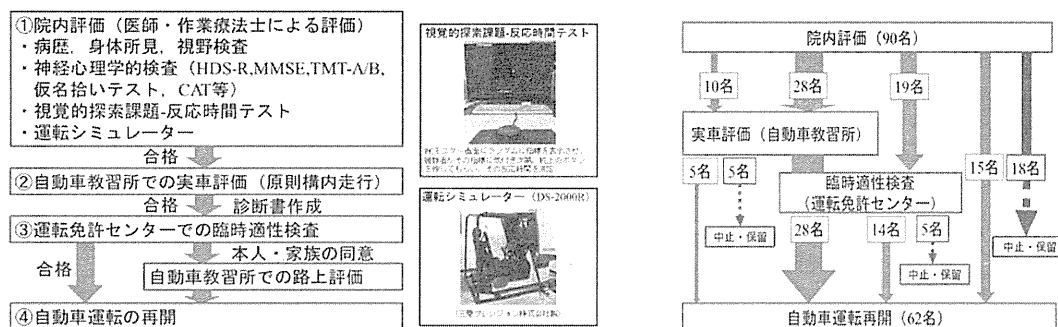 ①院内評価（医師・作業療法士による評価）
・病歴，身体所見，視野検査
・神経心理学的検査（HDS-R,MMSE,TMT-A/B,
仮名拾いテスト，CAT等）
・視覚的探索課題-反応時間テスト
・運転シミュレーター
合格
②自動車教習所での実車評価（原則構内走行）
合格 診断書作成
③運転免許センターでの臨時適性検査
合格 本人・家族の同意
自動車教習所での路上評価
④自動車運転の再開
視覚的探索課題-反応時間テスト
運転シミュレーター（DS-2000R）
院内評価（90名）
10名 28名 19名
実車評価（自動車教習所）
5名 5名 15名 18名
臨時適性検査
（運転免許センター）
中止・保留 28名 14名 5名 中止・保留
中止・保留
自動車運転再開（62名）